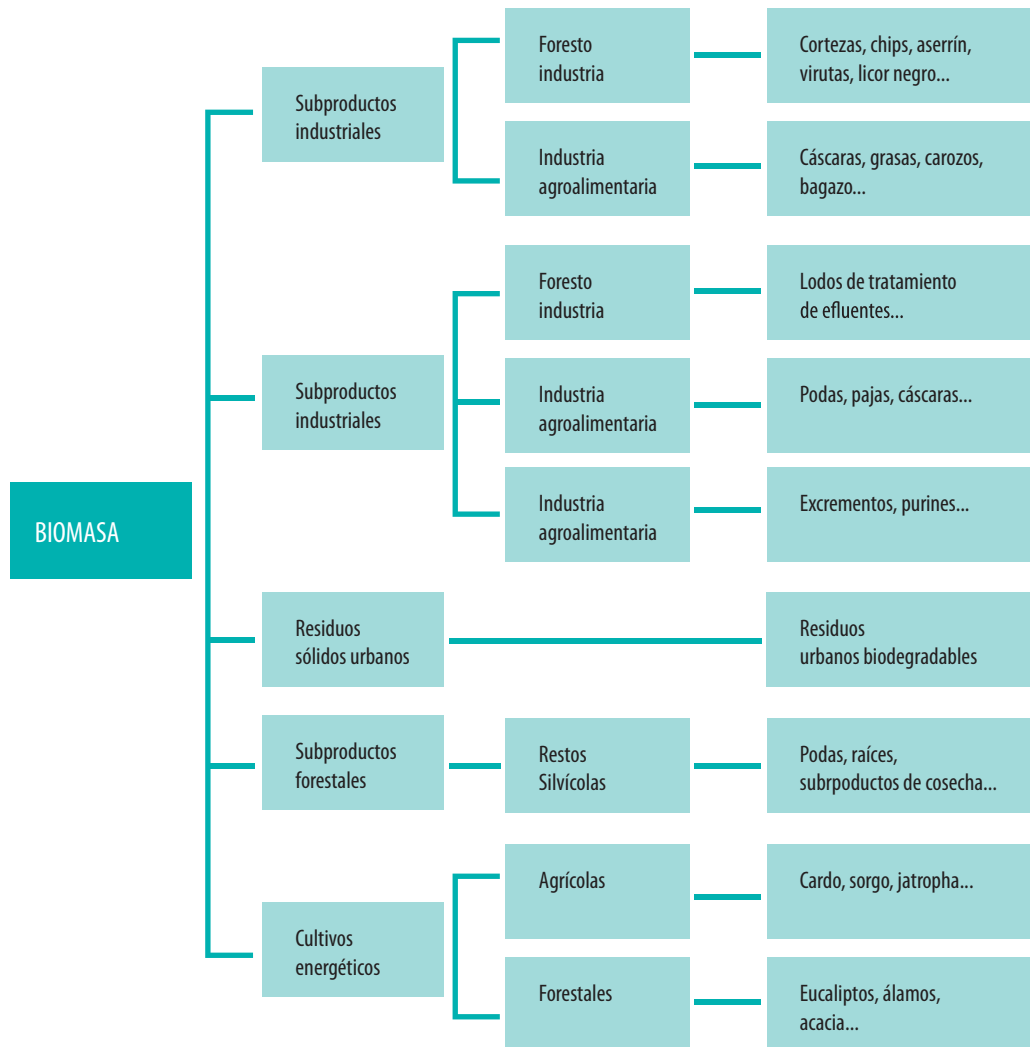 BIOMASA
Subproductos
industriales
Foresto
industria
Cortezas, chips, aserrín,
virutas, licor negro...
Industria
agroalimentaria
Cáscaras, grasas, carozos,
bagazo...
Subproductos
industriales
Foresto
industria
Lodos de tratamiento
de efluentes...
Industria
agroalimentaria
Podas, pajas, cáscaras...
Industria
agroalimentaria
Excrementos, purines...
Residuos
sólidos urbanos
Residuos
urbanos biodegradables
Subproductos
forestales
Restos
Silvícolas
Podas, raíces,
subrpoductos de cosecha...
Cultivos
energéticos
Agrícolas
Cardo, sorgo, jatropha...
Forestales
Eucaliptos, álamos,
acacia...